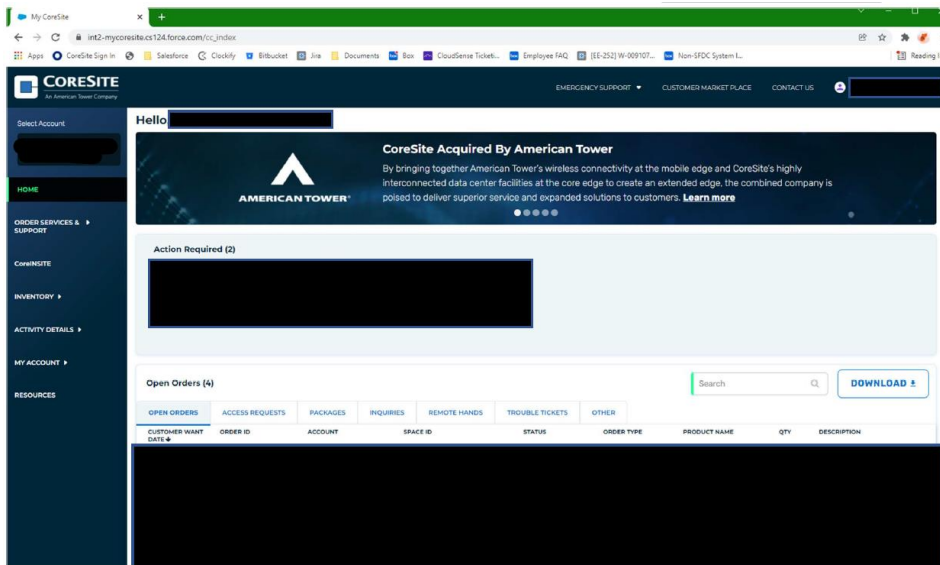 My CoreSite
int2-mycoresite.cs124.force.com/cc_index
Apps CoreSite Sign In Salesforce Clockify Bitbucket Jira Documents Box CloudSense Ticketi... Employee FAQ [EE-252] W-009107... Non-SFDC System I... Reading l
CORESITE
An American Tower Company
EMERGENCY SUPPORT CUSTOMER MARKET PLACE CONTACT US
Select Account
Hello
CoreSite Acquired By American Tower
By bringing together American Tower's wireless connectivity at the mobile edge and CoreSite's highly
interconnected data center facilities at the core edge to create an extended edge, the combined company is
poised to deliver superior service and expanded solutions to customers. Learn more
AMERICAN TOWER®
HOME
ORDER SERVICES &
SUPPORT
CoreINSITE
INVENTORY
ACTIVITY DETAILS
MY ACCOUNT
RESOURCES
Action Required (2)
Open Orders (4)
Search
DOWNLOAD
OPEN ORDERS ACCESS REQUESTS PACKAGES INQUIRIES REMOTE HANDS TROUBLE TICKETS OTHER
CUSTOMER WANT DATE ORDER ID ACCOUNT SPACE ID STATUS ORDER TYPE PRODUCT NAME QTY DESCRIPTION